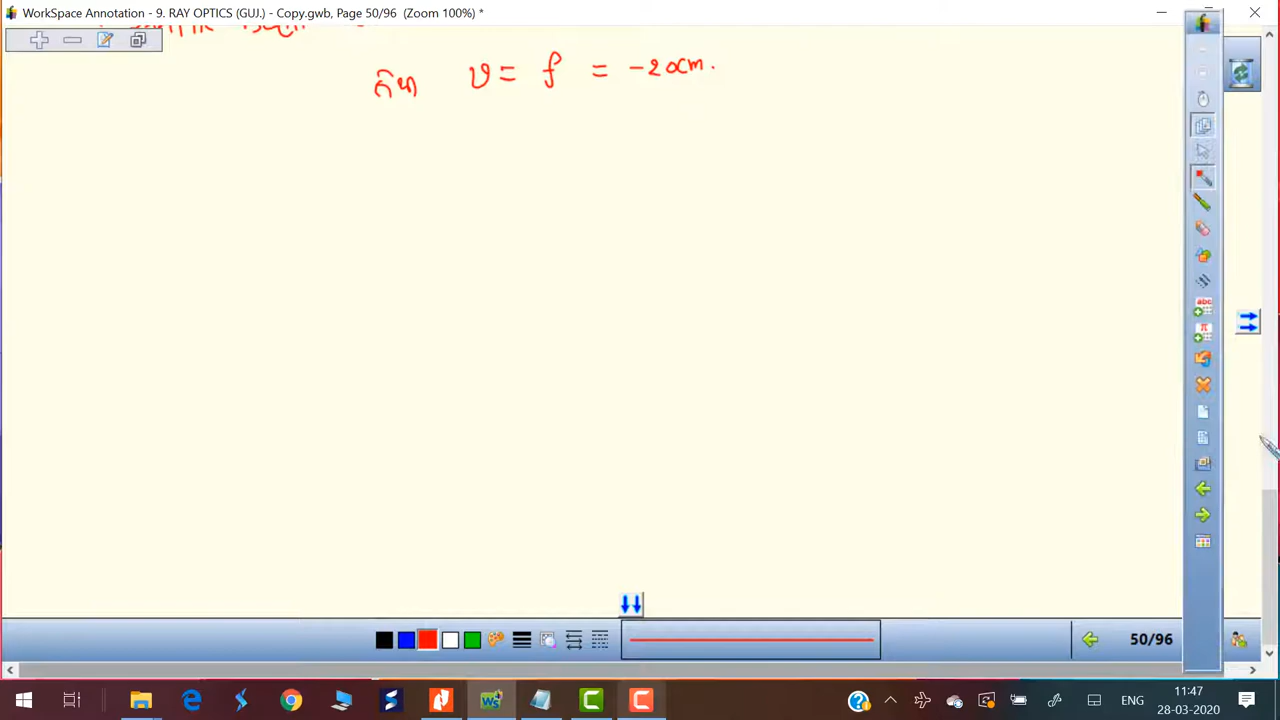 WorkSpace Annotation - 9. RAY OPTICS (GUJ.) - Copy.gwb, Page 50/96 (Zoom 100%) *
v = f = -20cm.
abc
π
50/96
ENG
11:47
28-03-2020